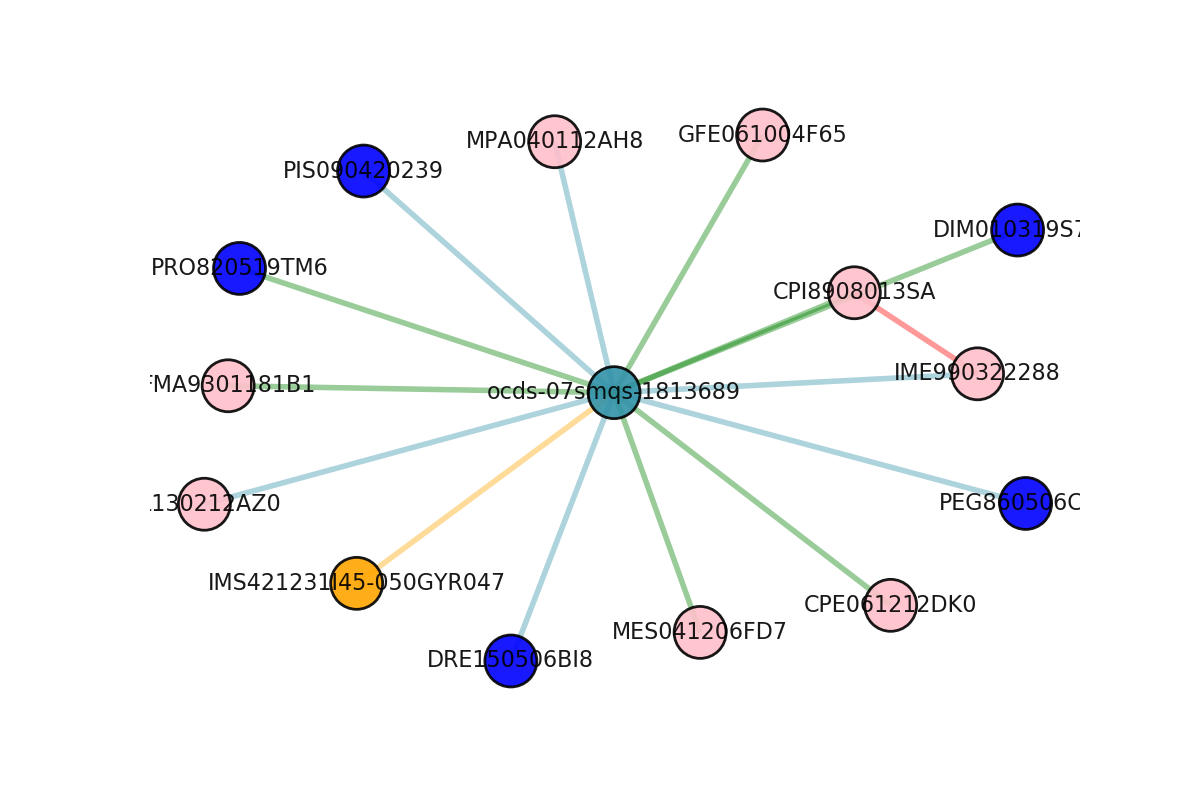 GFE061004F65
MPA040112AH8
PIS090420239
DIM010319S7
PRO820519TM6
CPI8908013SA
IME990322288
FMA9301181B1
ocds-07smqs-1813689
130212AZ0
PEG860506C
IMS421231I45-050GYR047
CPE061212DK0
MES041206FD7
DRE150506BI8